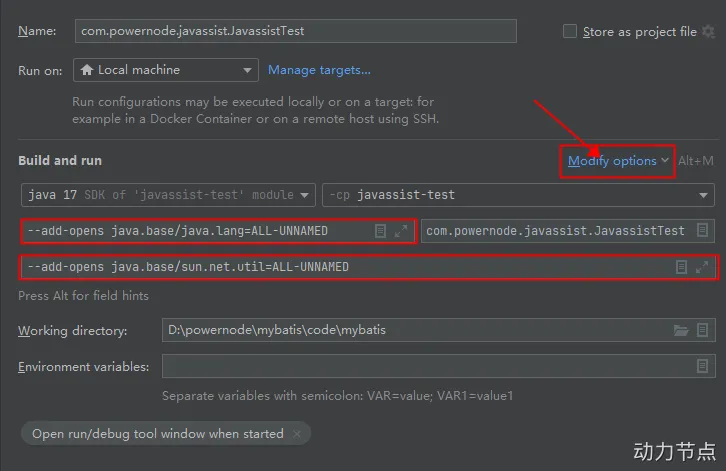 Name: com.powernode.javassist.JavassistTest Store as project file
Run on: Local machine Manage targets...
Run configurations may be executed locally or on a target: for
example in a Docker Container or on a remote host using SSH.
Build and run Modify options Alt+M
java 17 SDK of 'javassist-test' module -cp javassist-test
--add-opens java.base/java.lang=ALL-UNNAMED com.powernode.javassist.JavassistTest
--add-opens java.base/sun.net.util=ALL-UNNAMED
Press Alt for field hints
Working directory: D:\powernode\mybatis\code\mybatis
Environment variables:
Separate variables with semicolon: VAR=value; VAR1=value1
Open run/debug tool window when started ×
动力节点